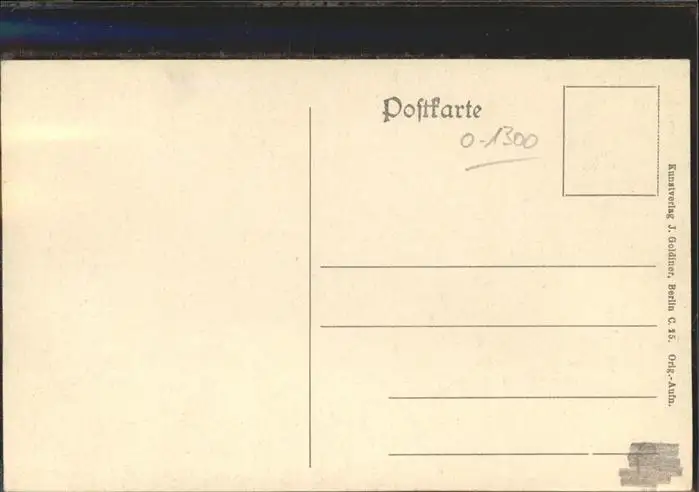 Postkarte
0-1300
Kunstverlag J. Goldiner, Berlin C. 25. Orig.-Aufn.